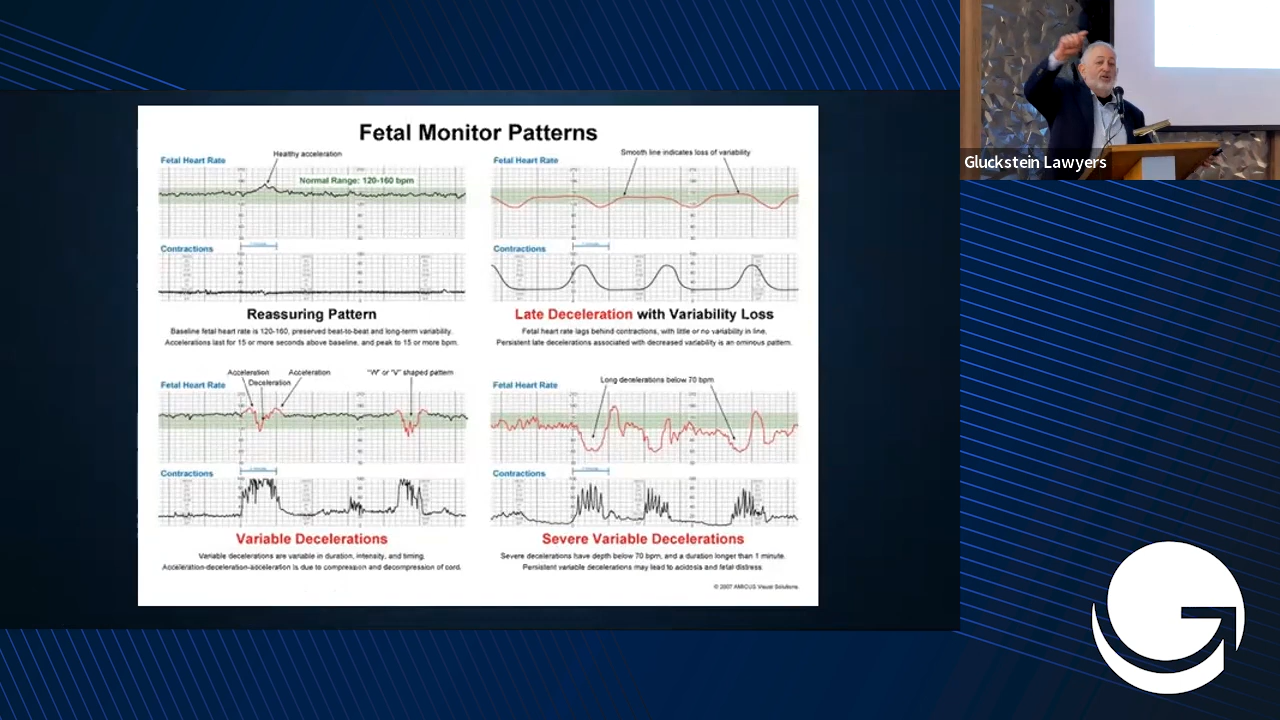 Fetal Monitor Patterns
Fetal Heart Rate
Healthy acceleration
Normal Range: 120-160 bpm
Contractions
1 minute
Reassuring Pattern
Baseline fetal heart rate is 120-160, preserved beat-to-beat and long-term variability.
Accelerations last for 15 or more seconds above baseline, and peak to 15 or more bpm.
Fetal Heart Rate
Smooth line indicates loss of variability
Contractions
Late Deceleration with Variability Loss
Fetal heart rate lags behind contractions, with little or no variability in line.
Persistent late decelerations associated with decreased variability is an ominous pattern.
Fetal Heart Rate
Acceleration
Deceleration
Acceleration
"W" or "V" shaped pattern
Contractions
Variable Decelerations
Variable decelerations are variable in duration, intensity, and timing.
Acceleration-deceleration-acceleration is due to compression and decompression of cord.
Fetal Heart Rate
Long decelerations below 70 bpm
Contractions
Severe Variable Decelerations
Severe decelerations have depth below 70 bpm, and a duration longer than 1 minute.
Persistent variable decelerations may lead to acidosis and fetal distress.
© 2007 AMICUS Visual Solutions
Gluckstein Lawyers
G